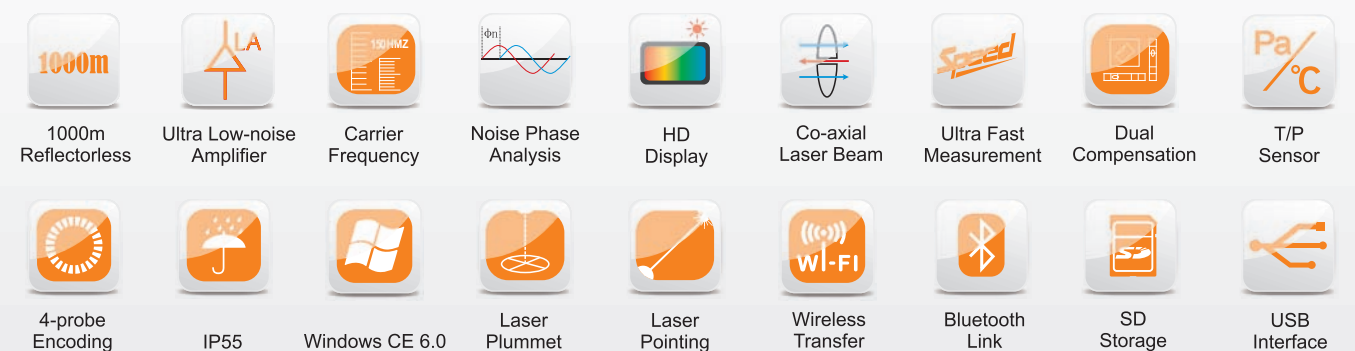 1000m
LA
150HMZ
Φn
Speed
Pa/°C
1000m
Reflectorless
Ultra Low-noise
Amplifier
Carrier
Frequency
Noise Phase
Analysis
HD
Display
Co-axial
Laser Beam
Ultra Fast
Measurement
Dual
Compensation
T/P
Sensor
WI-FI
SD
4-probe
Encoding
IP55
Windows CE 6.0
Laser
Plummet
Laser
Pointing
Wireless
Transfer
Bluetooth
Link
SD
Storage
USB
Interface